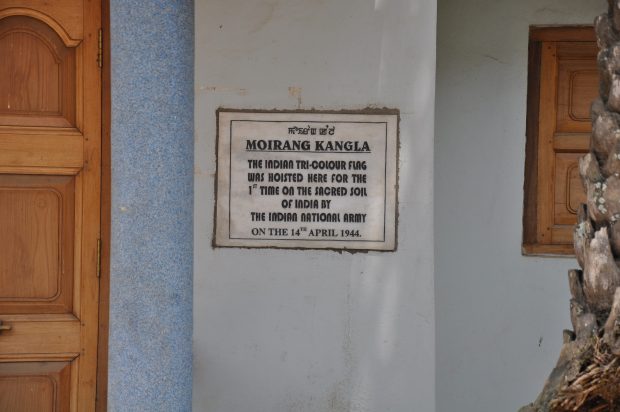 MOIRANG KANGLA
THE INDIAN TRI-COLOUR FLAG
WAS HOISTED HERE FOR THE
1ST TIME ON THE SACRED SOIL
OF INDIA BY
THE INDIAN NATIONAL ARMY
ON THE 14TH APRIL 1944.